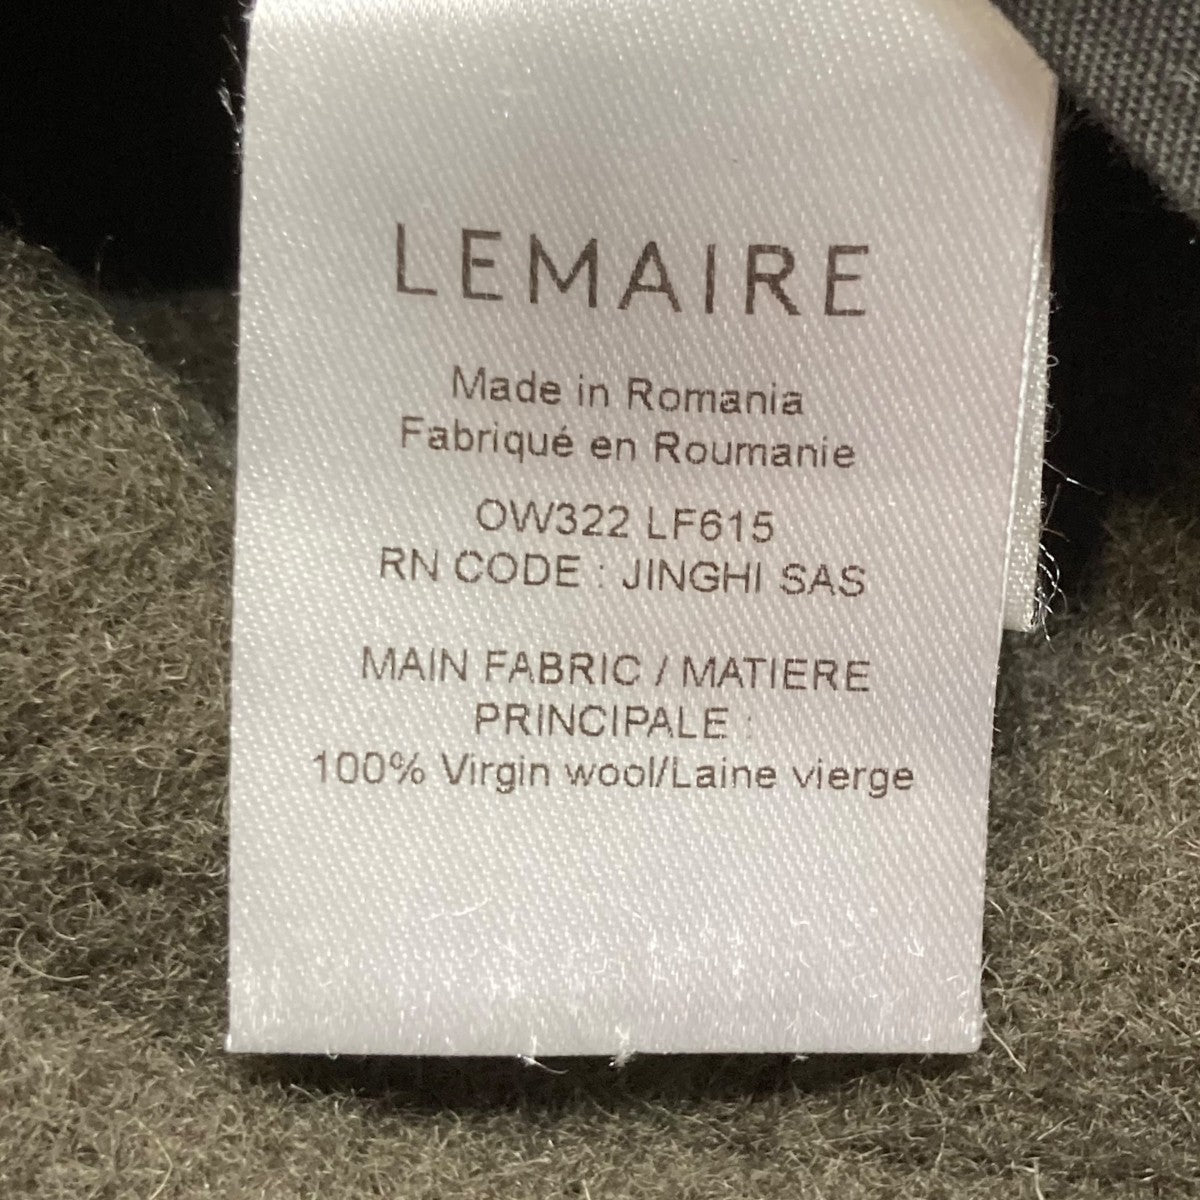 LEMAIRE
Made in Romania
Fabriqué en Roumanie
OW322 LF615
RN CODE : JINGHI SAS
MAIN FABRIC / MATIERE
PRINCIPALE :
100% Virgin wool/Laine vierge